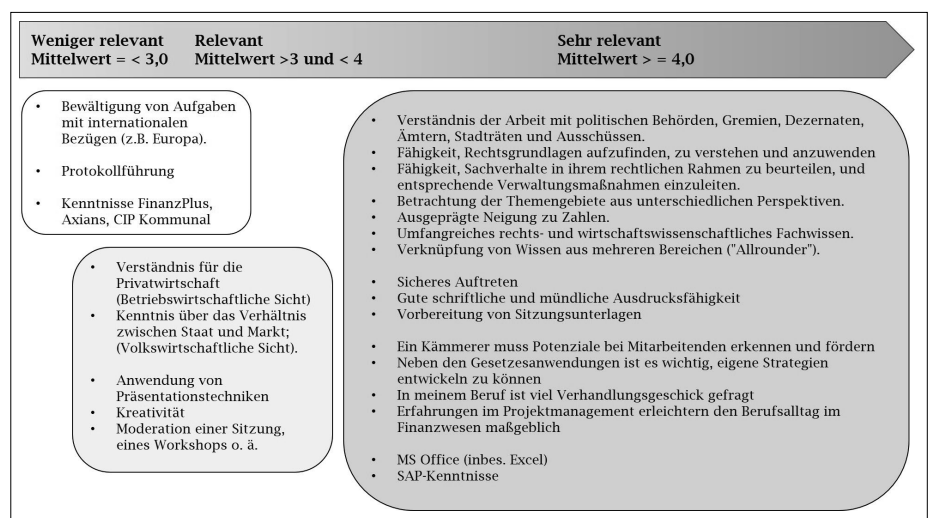 Weniger relevant
Mittelwert = < 3,0
Relevant
Mittelwert >3 und < 4
Sehr relevant
Mittelwert > = 4,0
• Bewältigung von Aufgaben
mit internationalen
Bezügen (z.B. Europa).
• Protokollführung
• Kenntnisse FinanzPlus,
Axians, CIP Kommunal
• Verständnis für die
Privatwirtschaft
(Betriebswirtschaftliche Sicht)
• Kenntnis über das Verhältnis
zwischen Staat und Markt;
(Volkswirtschaftliche Sicht).
• Anwendung von
Präsentationstechniken
• Kreativität
• Moderation einer Sitzung,
eines Workshops o. ä.
• Verständnis der Arbeit mit politischen Behörden, Gremien, Dezernaten,
Ämtern, Stadträten und Ausschüssen.
• Fähigkeit, Rechtsgrundlagen aufzufinden, zu verstehen und anzuwenden
• Fähigkeit, Sachverhalte in ihrem rechtlichen Rahmen zu beurteilen, und
entsprechende Verwaltungsmaßnahmen einzuleiten.
• Betrachtung der Themengebiete aus unterschiedlichen Perspektiven.
• Ausgeprägte Neigung zu Zahlen.
• Umfangreiches rechts- und wirtschaftswissenschaftliches Fachwissen.
• Verknüpfung von Wissen aus mehreren Bereichen ("Allrounder").
• Sicheres Auftreten
• Gute schriftliche und mündliche Ausdrucksfähigkeit
• Vorbereitung von Sitzungsunterlagen
• Ein Kämmerer muss Potenziale bei Mitarbeitenden erkennen und fördern
• Neben den Gesetzesanwendungen ist es wichtig, eigene Strategien
entwickeln zu können
• In meinem Beruf ist viel Verhandlungsgeschick gefragt
• Erfahrungen im Projektmanagement erleichtern den Berufsalltag im
Finanzwesen maßgeblich
• MS Office (inbes. Excel)
• SAP-Kenntnisse